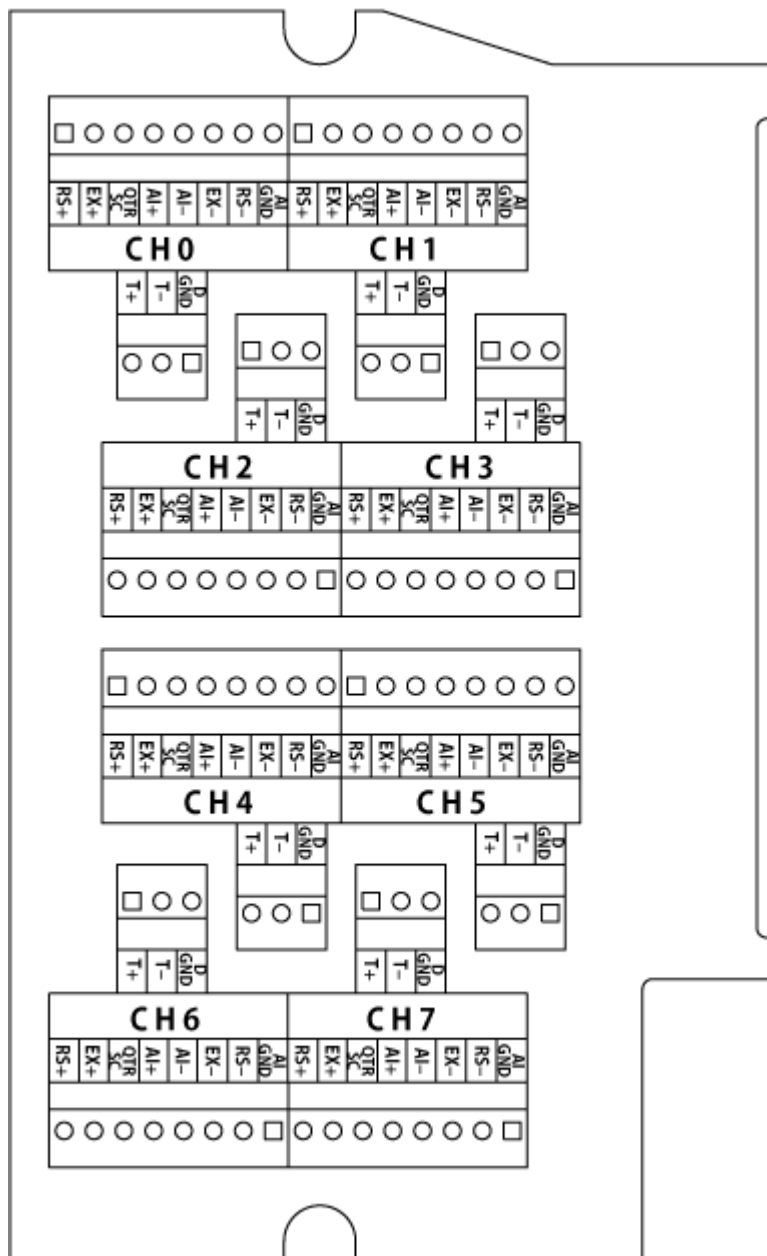 RS+ EX+ QTR SC AI+ AI- EX- RS- AI GND RS+ EX+ QTR SC AI+ AI- EX- RS- AI GND
CH0 CH1
T+ T- D GND T+ T- D GND
T+ T- D GND T+ T- D GND
CH2 CH3
RS+ EX+ QTR SC AI+ AI- EX- RS- AI GND RS+ EX+ QTR SC AI+ AI- EX- RS- AI GND
RS+ EX+ QTR SC AI+ AI- EX- RS- AI GND RS+ EX+ QTR SC AI+ AI- EX- RS- AI GND
CH4 CH5
T+ T- D GND T+ T- D GND
T+ T- D GND T+ T- D GND
CH6 CH7
RS+ EX+ QTR SC AI+ AI- EX- RS- AI GND RS+ EX+ QTR SC AI+ AI- EX- RS- AI GND